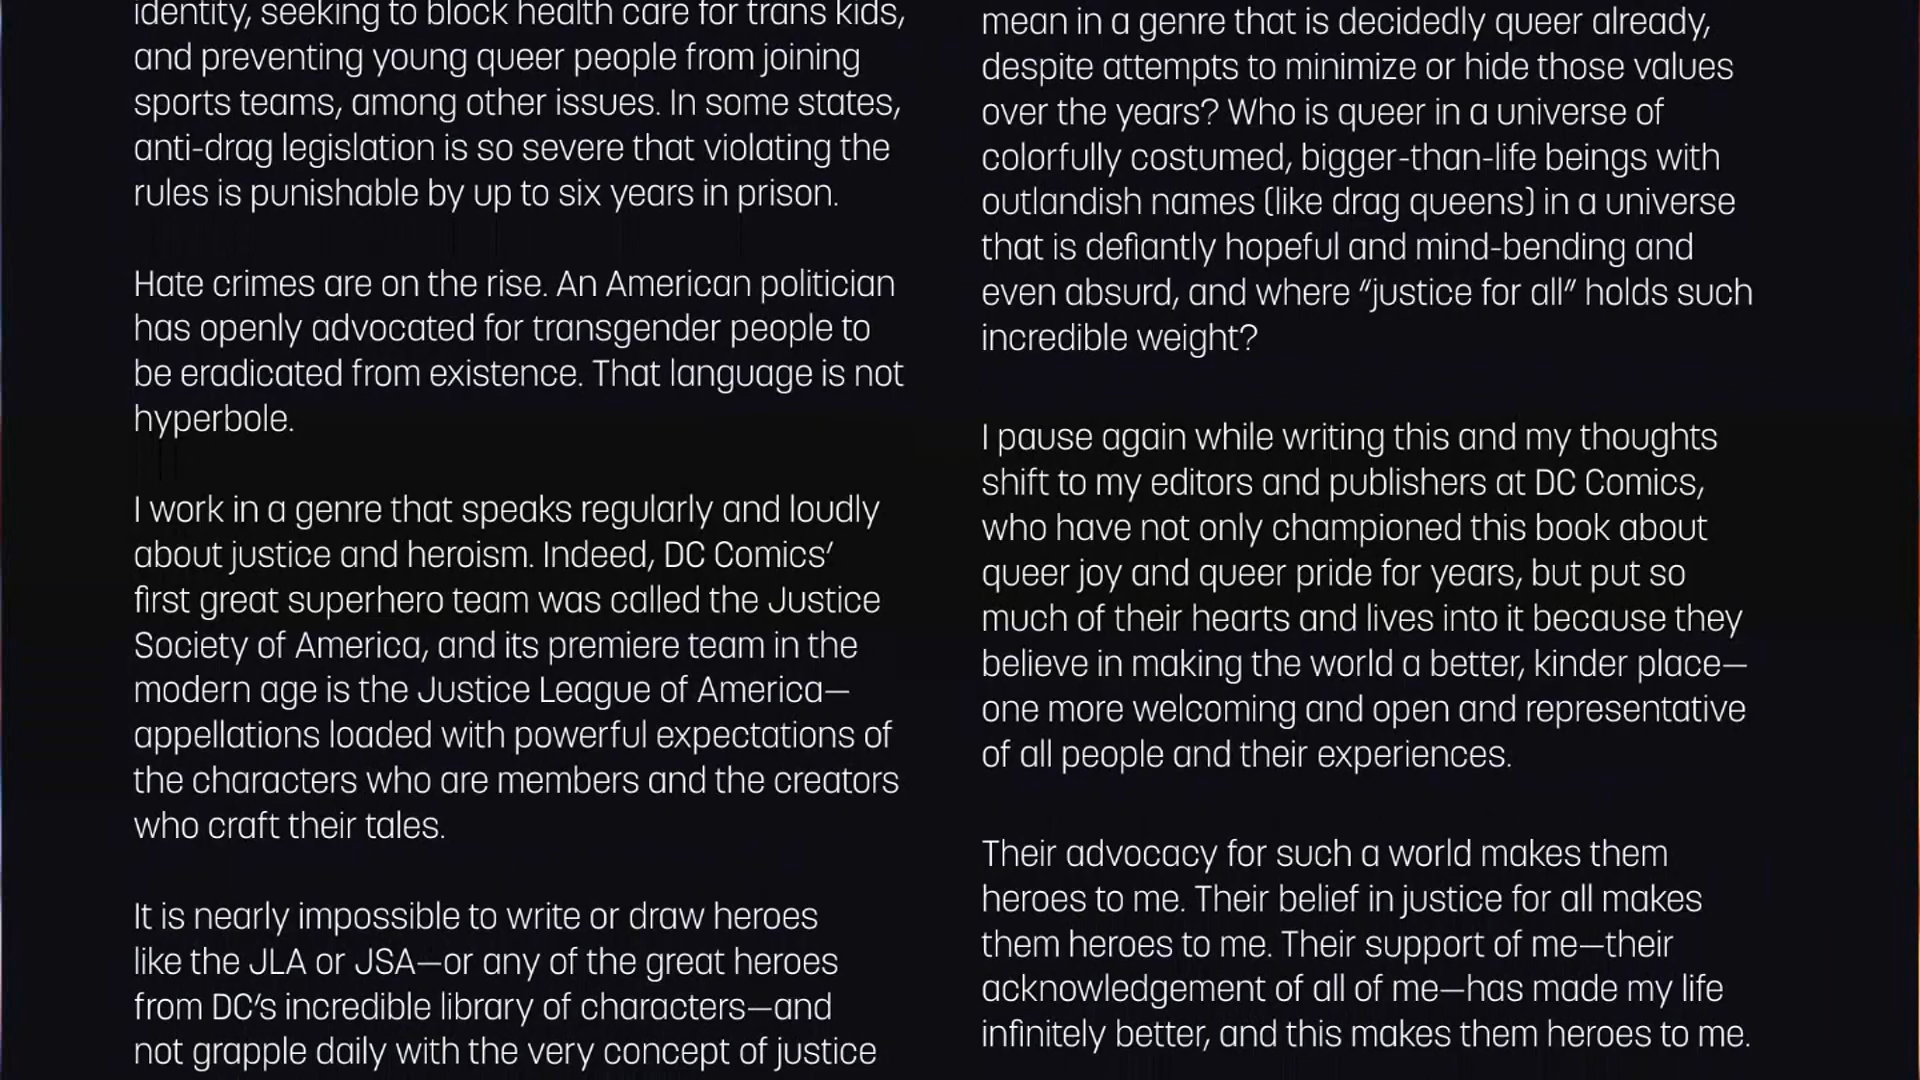 identity, seeking to block health care for trans kids,
and preventing young queer people from joining
sports teams, among other issues. In some states,
anti-drag legislation is so severe that violating the
rules is punishable by up to six years in prison.
Hate crimes are on the rise. An American politician
has openly advocated for transgender people to
be eradicated from existence. That language is not
hyperbole.
I work in a genre that speaks regularly and loudly
about justice and heroism. Indeed, DC Comics’
first great superhero team was called the Justice
Society of America, and its premiere team in the
modern age is the Justice League of America—
appellations loaded with powerful expectations of
the characters who are members and the creators
who craft their tales.
It is nearly impossible to write or draw heroes
like the JLA or JSA—or any of the great heroes
from DC’s incredible library of characters—and
not grapple daily with the very concept of justice
mean in a genre that is decidedly queer already,
despite attempts to minimize or hide those values
over the years? Who is queer in a universe of
colorfully costumed, bigger-than-life beings with
outlandish names (like drag queens) in a universe
that is defiantly hopeful and mind-bending and
even absurd, and where “justice for all” holds such
incredible weight?
I pause again while writing this and my thoughts
shift to my editors and publishers at DC Comics,
who have not only championed this book about
queer joy and queer pride for years, but put so
much of their hearts and lives into it because they
believe in making the world a better, kinder place—
one more welcoming and open and representative
of all people and their experiences.
Their advocacy for such a world makes them
heroes to me. Their belief in justice for all makes
them heroes to me. Their support of me—their
acknowledgement of all of me—has made my life
infinitely better, and this makes them heroes to me.